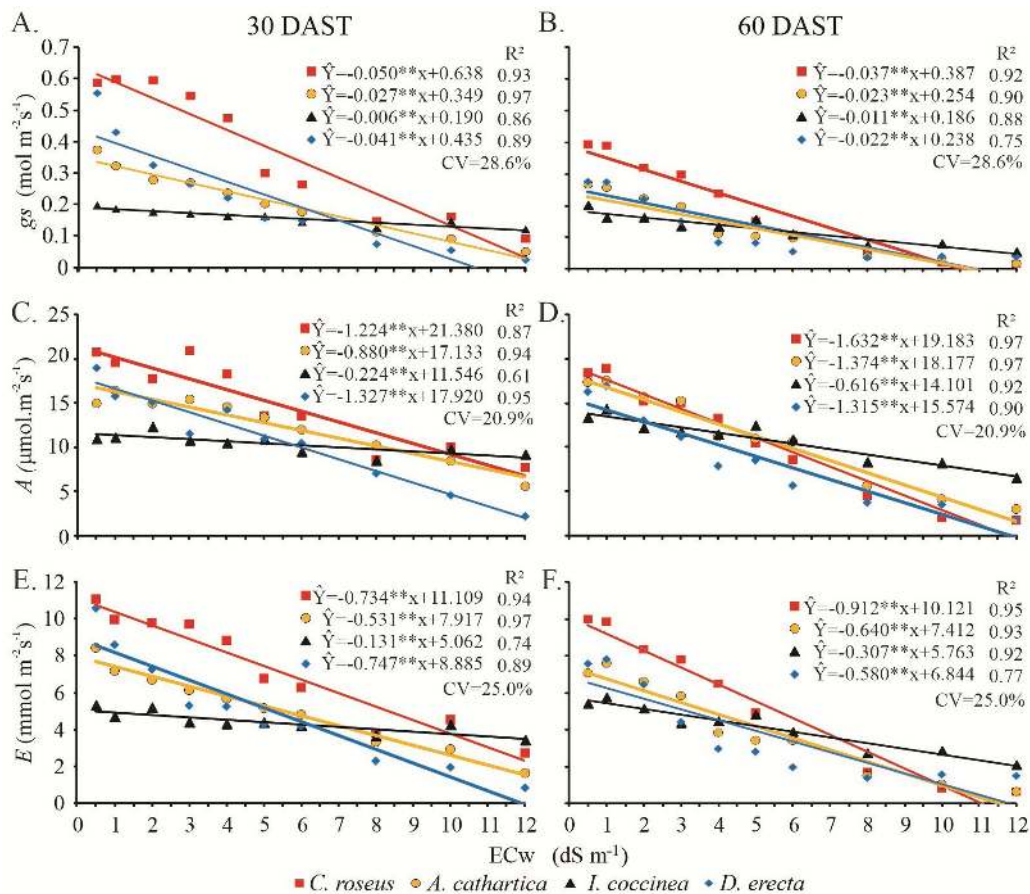 30 DAST
60 DAST
A.
B.
0.7
0.6
0.5
0.4
0.3
0.2
0.1
0
gs (mol m⁻²s⁻¹)
R²
Ŷ=-0.050**x+0.638 0.93
Ŷ=-0.027**x+0.349 0.97
Ŷ=-0.006**x+0.190 0.86
Ŷ=-0.041**x+0.435 0.89
CV=28.6%
R²
Ŷ=-0.037**x+0.387 0.92
Ŷ=-0.023**x+0.254 0.90
Ŷ=-0.011**x+0.186 0.88
Ŷ=-0.022**x+0.238 0.75
CV=28.6%
C.
D.
25
20
15
10
5
0
A (µmol.m⁻²s⁻¹)
R²
Ŷ=-1.224**x+21.380 0.87
Ŷ=-0.880**x+17.133 0.94
Ŷ=-0.224**x+11.546 0.61
Ŷ=-1.327**x+17.920 0.95
CV=20.9%
R²
Ŷ=-1.632**x+19.183 0.97
Ŷ=-1.374**x+18.177 0.97
Ŷ=-0.616**x+14.101 0.92
Ŷ=-1.315**x+15.574 0.90
CV=20.9%
E.
F.
12
10
8
6
4
2
0
E (mmol m⁻²s⁻¹)
R²
Ŷ=-0.734**x+11.109 0.94
Ŷ=-0.531**x+7.917 0.97
Ŷ=-0.131**x+5.062 0.74
Ŷ=-0.747**x+8.885 0.89
CV=25.0%
R²
Ŷ=-0.912**x+10.121 0.95
Ŷ=-0.640**x+7.412 0.93
Ŷ=-0.307**x+5.763 0.92
Ŷ=-0.580**x+6.844 0.77
CV=25.0%
0 1 2 3 4 5 6 7 8 9 10 11 12
0 1 2 3 4 5 6 7 8 9 10 11 12
ECw (dS m⁻¹)
C. roseus A. cathartica I. coccinea D. erecta